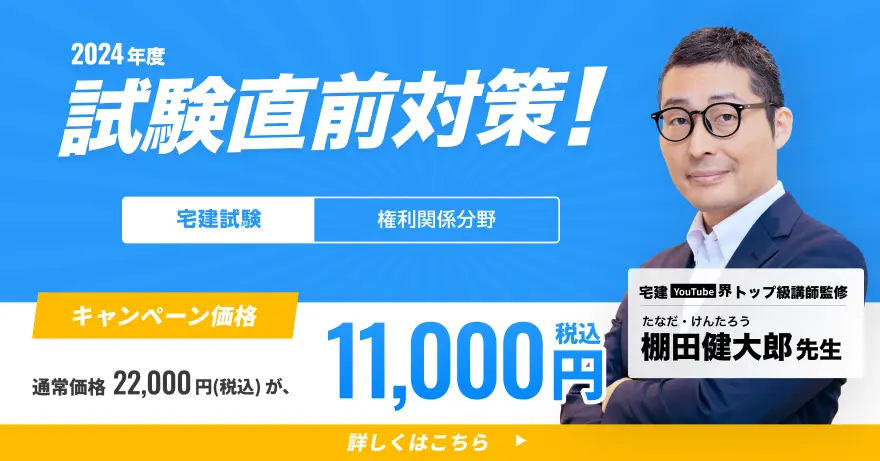 2024年度
試験直前対策!
宅建試験 権利関係分野
宅建 YouTube 界トップ級講師監修
たなだ・けんたろう
棚田健大郎 先生
キャンペーン価格
通常価格 22,000 円(税込) が、
11,000円 税込
詳しくはこちら ▶